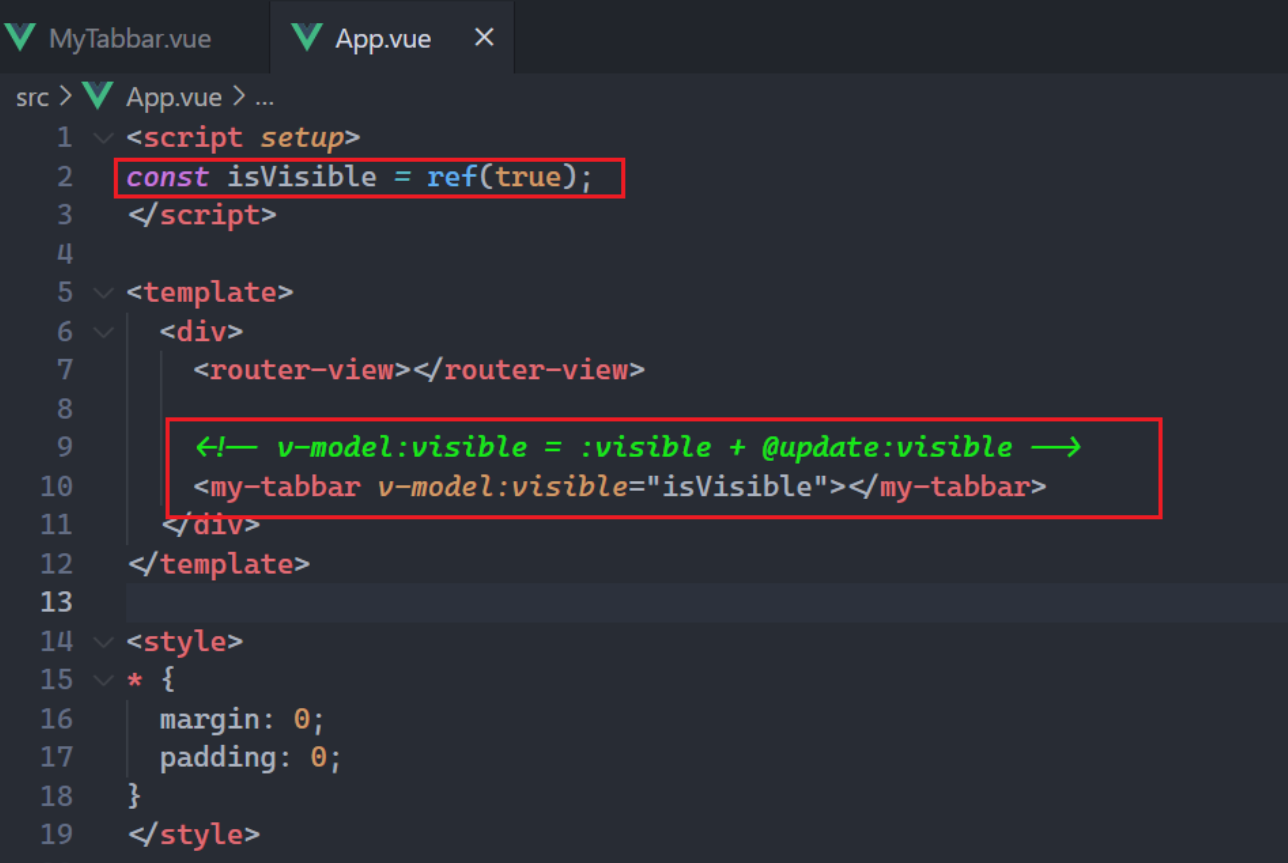 MyTabbar.vue App.vue ×
src > App.vue > ...
1 <script setup>
2 const isVisible = ref(true);
3 </script>
4
5 <template>
6 <div>
7 <router-view></router-view>
8
9 <!-- v-model:visible = :visible + @update:visible -->
10 <my-tabbar v-model:visible="isVisible"></my-tabbar>
11 </div>
12 </template>
13
14 <style>
15 * {
16 margin: 0;
17 padding: 0;
18 }
19 </style>